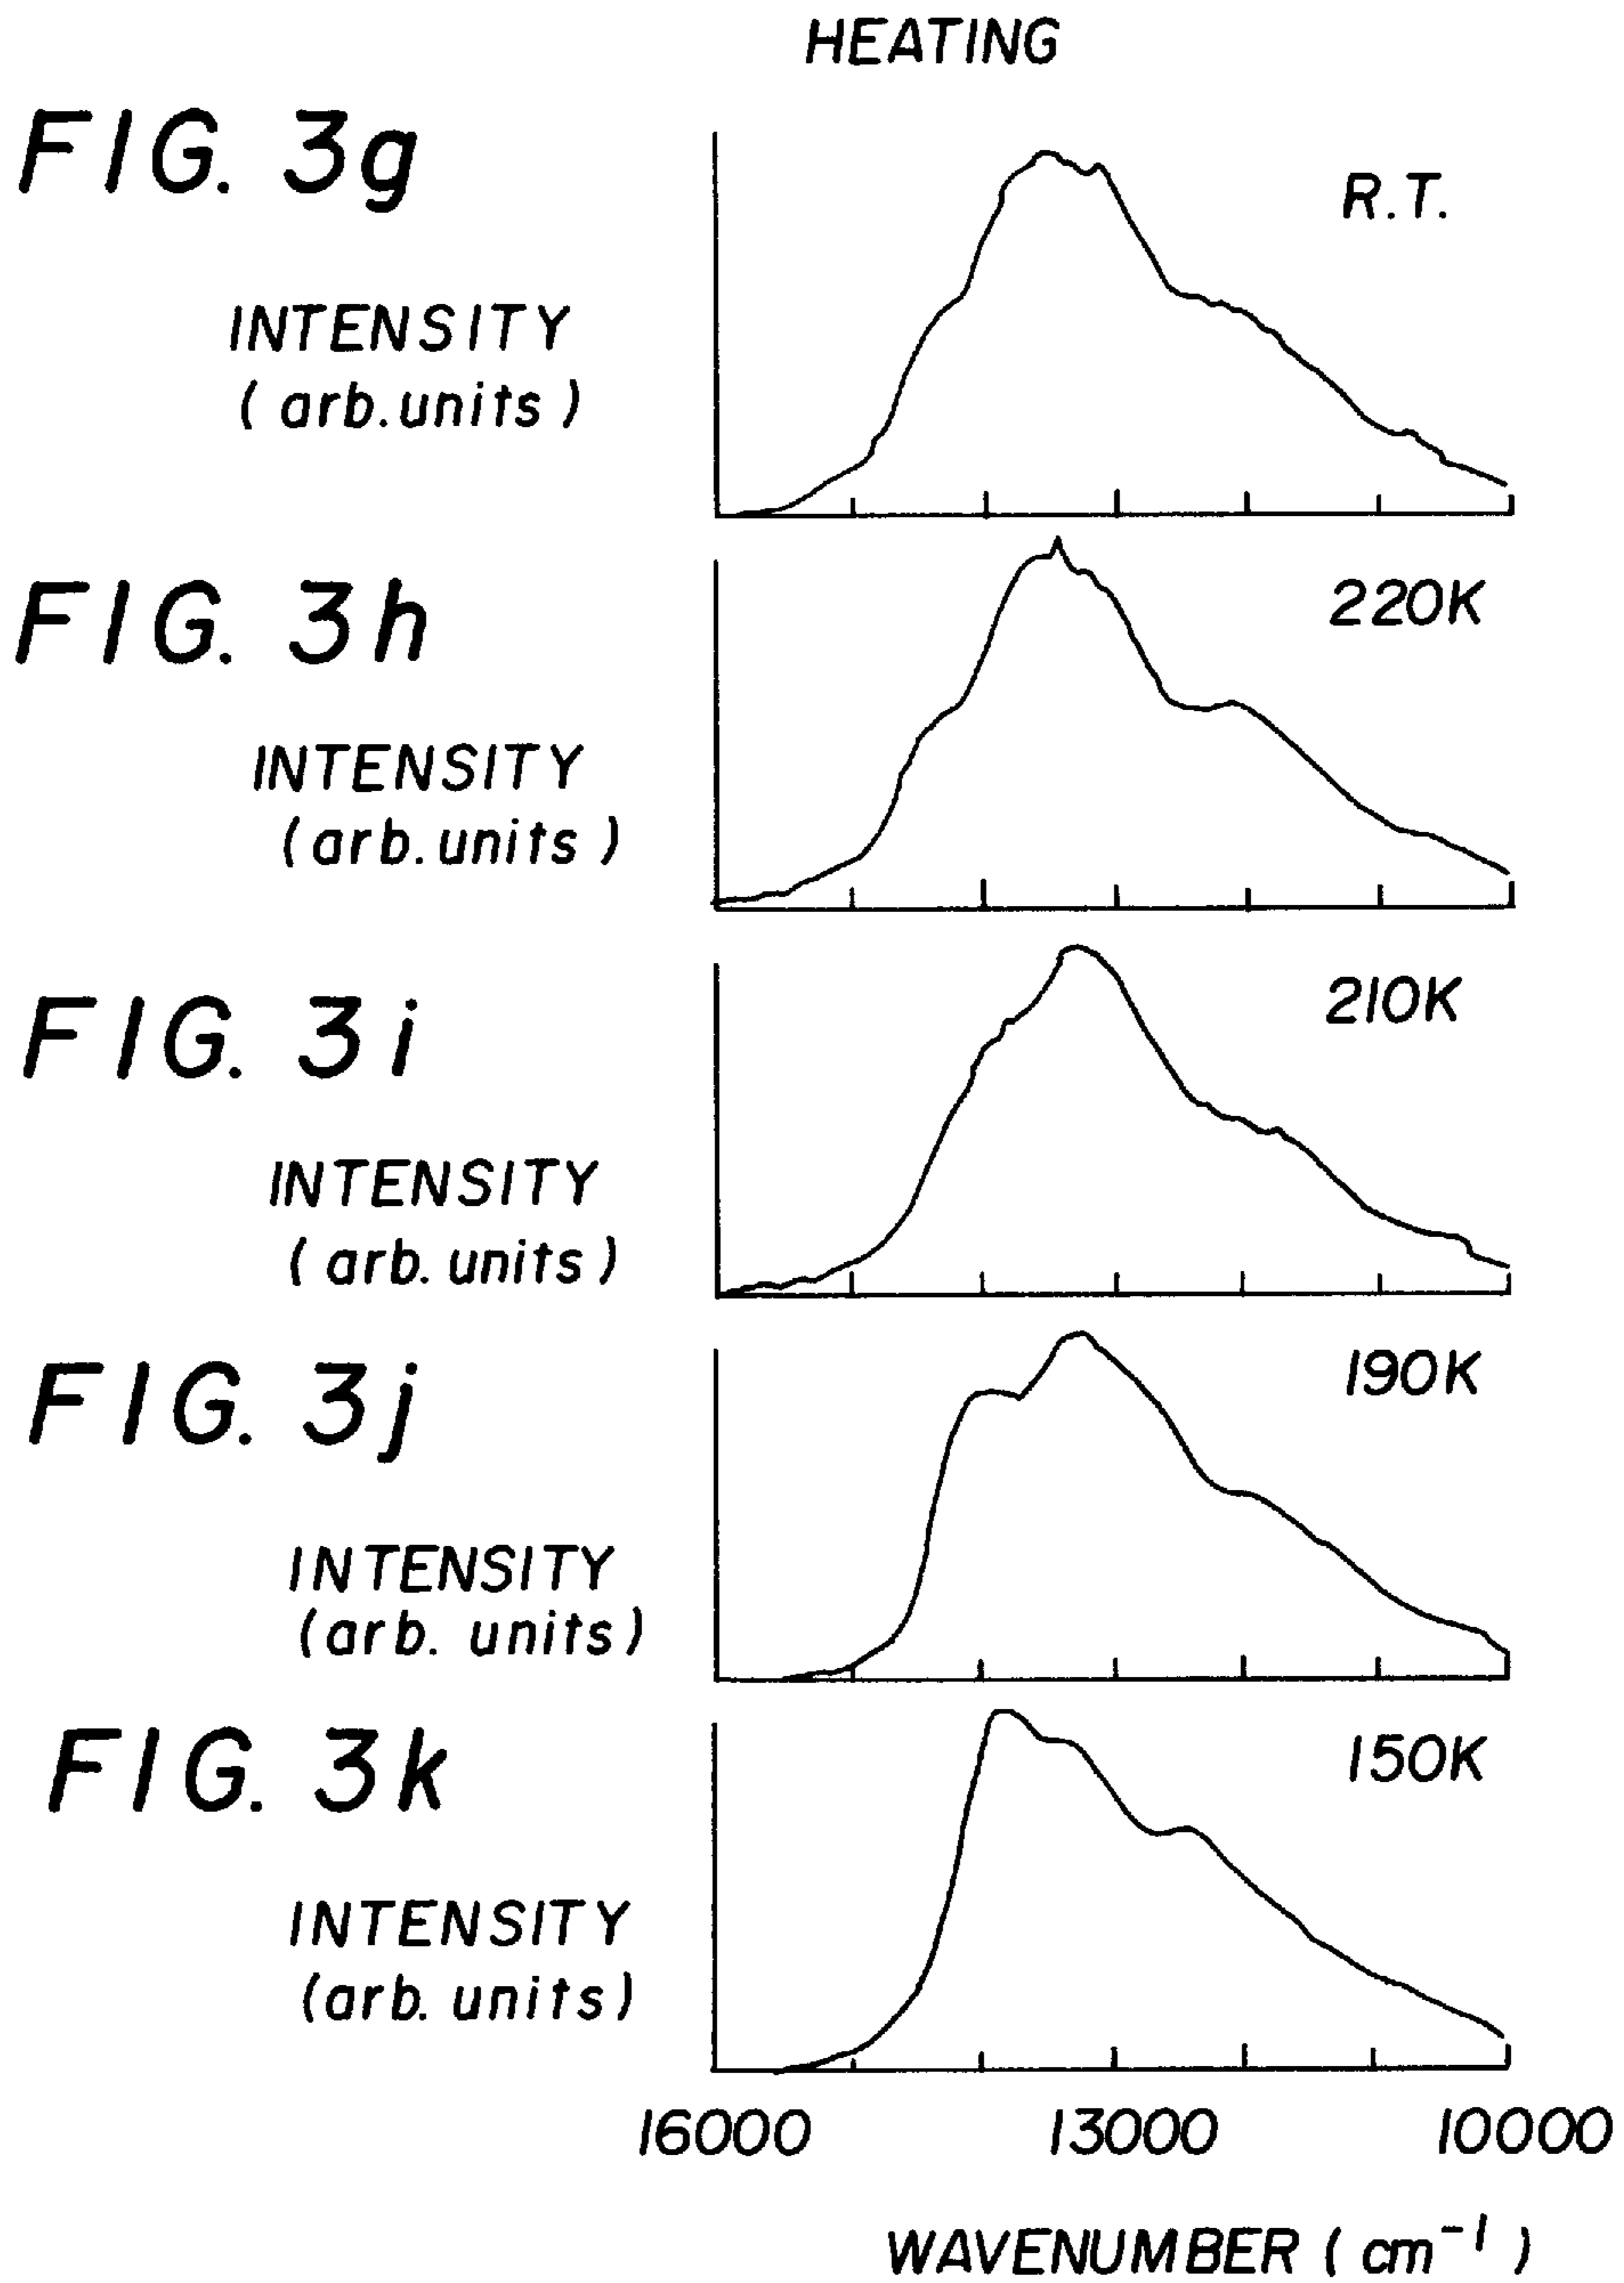 HEATING
FIG. 3g
R.T.
INTENSITY
(arb.units)
FIG. 3h
220K
INTENSITY
(arb.units)
FIG. 3i
210K
INTENSITY
(arb.units)
FIG. 3j
190K
INTENSITY
(arb. units)
FIG. 3k
150K
INTENSITY
(arb. units)
16000 13000 10000
WAVENUMBER (cm⁻¹)